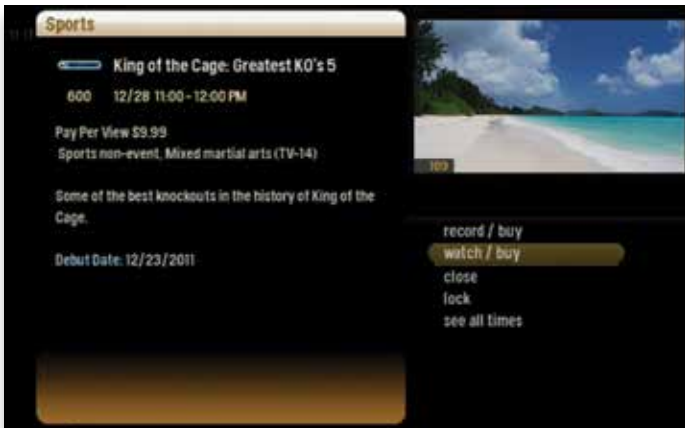 Sports
King of the Cage: Greatest KO's 5
600 12/28 11:00 - 12:00 PM
Pay Per View $9.99
Sports non-event, Mixed martial arts (TV-14)
Some of the best knockouts in the history of King of the
Cage.
Debut Date: 12/23/2011
109
record / buy
watch / buy
close
lock
see all times